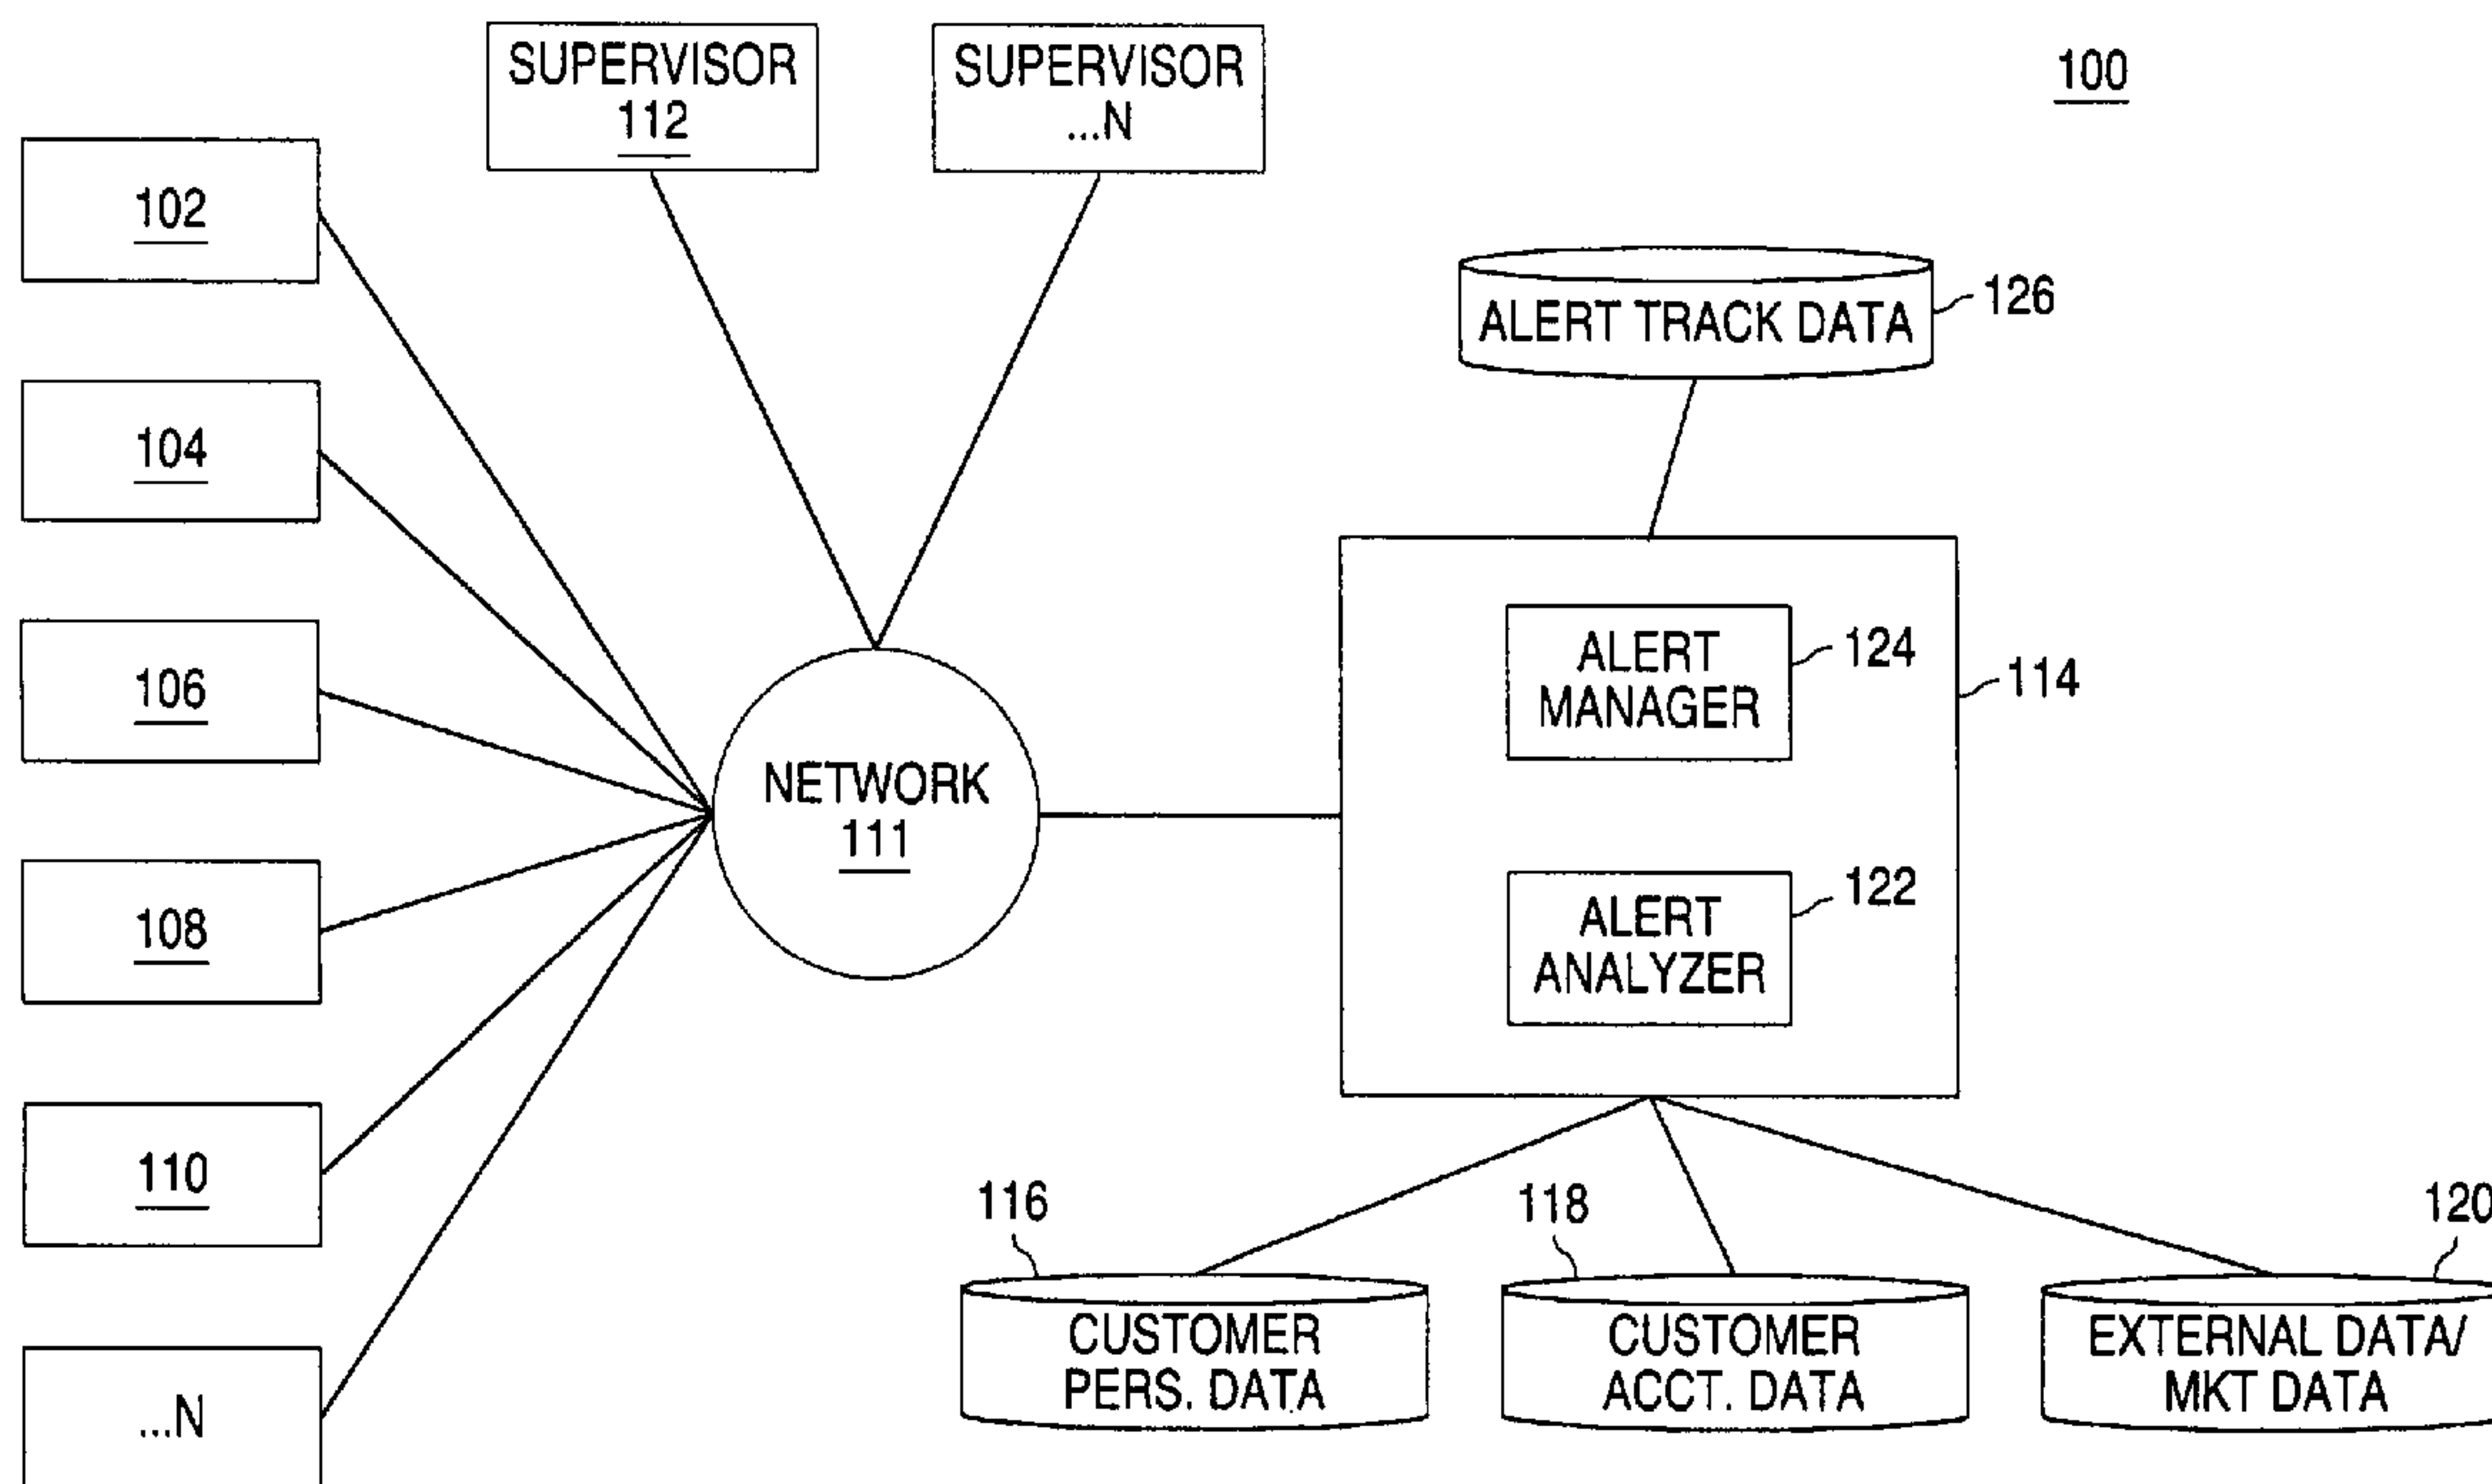 SUPERVISOR
112
SUPERVISOR
...N
100
102
104
106
108
110
...N
NETWORK
111
ALERT TRACK DATA
126
ALERT
MANAGER
124
114
ALERT
ANALYZER
122
116
CUSTOMER
PERS. DATA
118
CUSTOMER
ACCT. DATA
120
EXTERNAL DATA/
MKT DATA